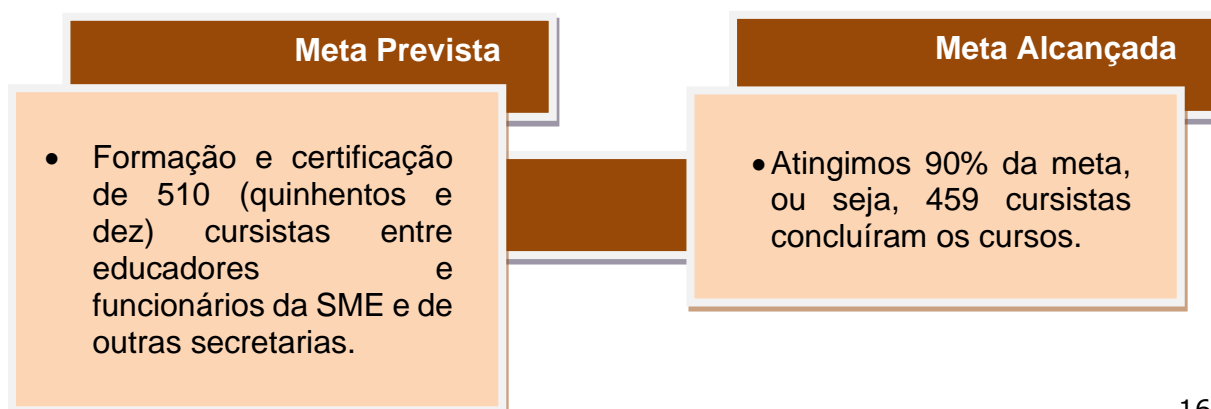 Meta Prevista
• Formação e certificação
de 510 (quinhentos e
dez) cursistas entre
educadores e
funcionários da SME e de
outras secretarias.
Meta Alcançada
• Atingimos 90% da meta,
ou seja, 459 cursistas
concluíram os cursos.
16